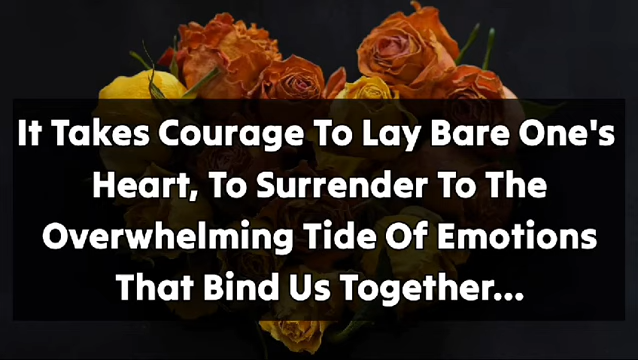 It Takes Courage To Lay Bare One's
Heart, To Surrender To The
Overwhelming Tide Of Emotions
That Bind Us Together...